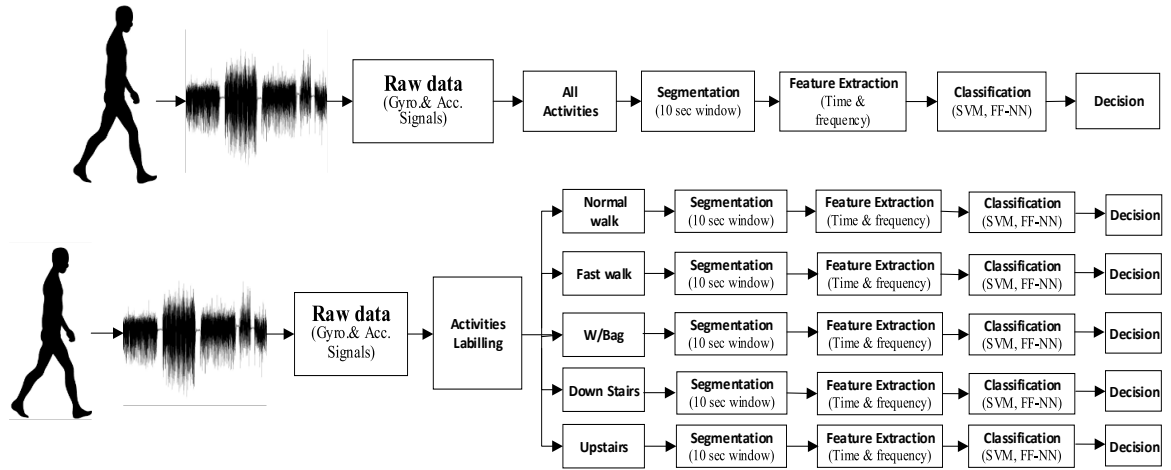 Raw data
(Gyro.& Acc.
Signals)
All
Activities
Segmentation
(10 sec window)
Feature Extraction
(Time &
frequency)
Classification
(SVM, FF-NN)
Decision
Raw data
(Gyro.& Acc.
Signals)
Activities
Labilling
Normal
walk
Segmentation
(10 sec window)
Feature Extraction
(Time & frequency)
Classification
(SVM, FF-NN)
Decision
Fast walk
Segmentation
(10 sec window)
Feature Extraction
(Time & frequency)
Classification
(SVM, FF-NN)
Decision
W/Bag
Segmentation
(10 sec window)
Feature Extraction
(Time & frequency)
Classification
(SVM, FF-NN)
Decision
Down Stairs
Segmentation
(10 sec window)
Feature Extraction
(Time & frequency)
Classification
(SVM, FF-NN)
Decision
Upstairs
Segmentation
(10 sec window)
Feature Extraction
(Time & frequency)
Classification
(SVM, FF-NN)
Decision